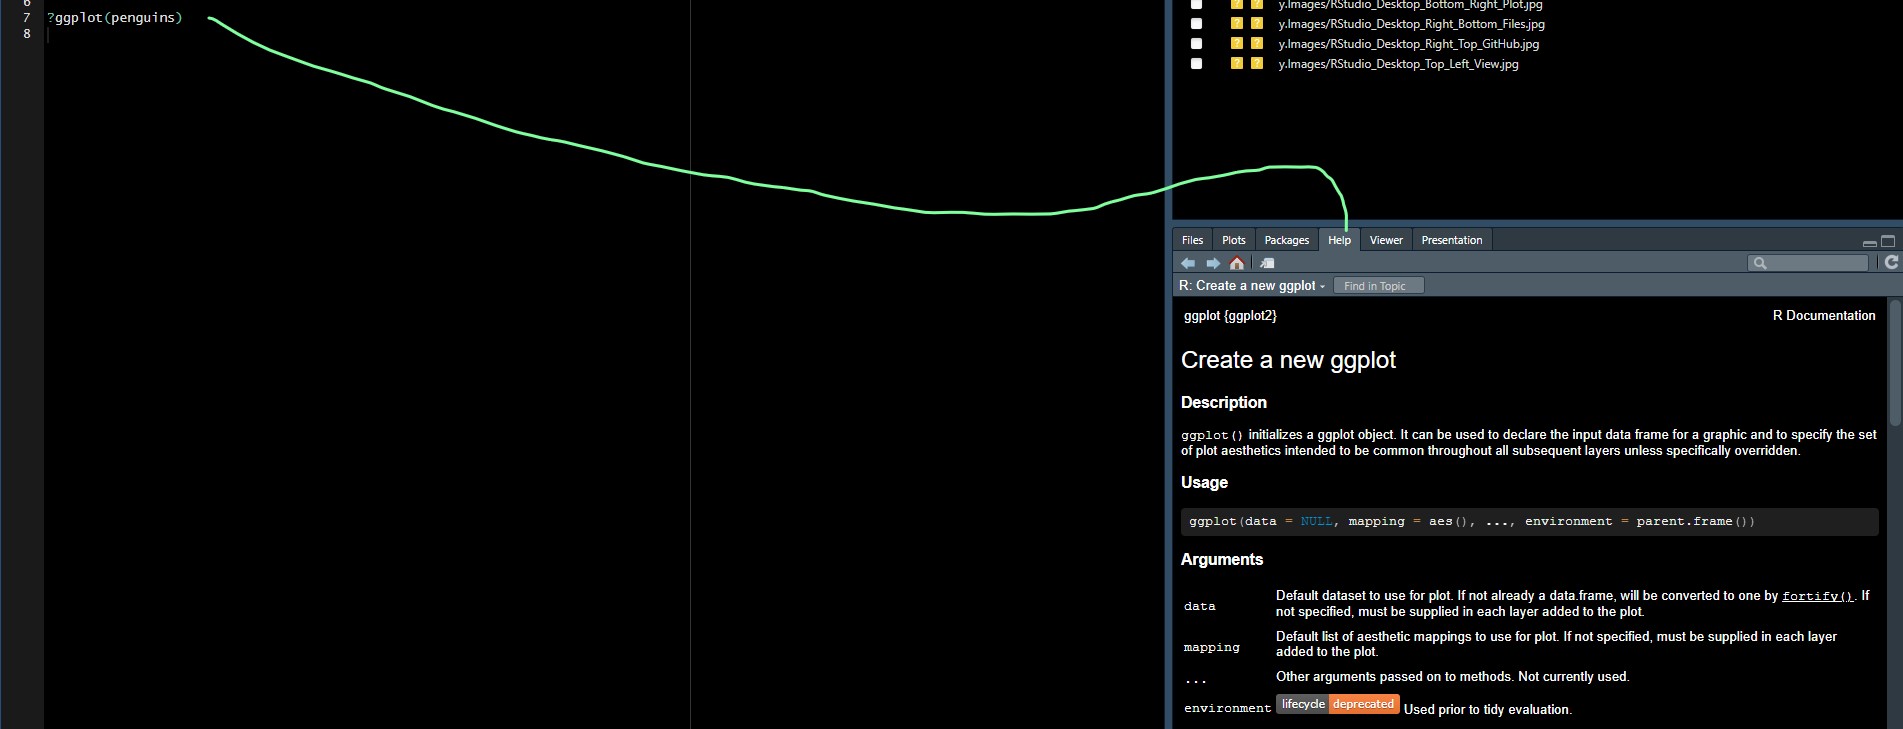 6
7 ?ggplot(penguins)
8
y.Images/RStudio_Desktop_Bottom_Right_Plot.jpg
? ? y.Images/RStudio_Desktop_Right_Bottom_Files.jpg
? ? y.Images/RStudio_Desktop_Right_Top_GitHub.jpg
? ? y.Images/RStudio_Desktop_Top_Left_View.jpg
Files Plots Packages Help Viewer Presentation
R: Create a new ggplot Find in Topic
ggplot {ggplot2} R Documentation
Create a new ggplot
Description
ggplot() initializes a ggplot object. It can be used to declare the input data frame for a graphic and to specify the set
of plot aesthetics intended to be common throughout all subsequent layers unless specifically overridden.
Usage
ggplot(data = NULL, mapping = aes(), ..., environment = parent.frame())
Arguments
data Default dataset to use for plot. If not already a data.frame, will be converted to one by fortify(). If
not specified, must be supplied in each layer added to the plot.
mapping Default list of aesthetic mappings to use for plot. If not specified, must be supplied in each layer
added to the plot.
... Other arguments passed on to methods. Not currently used.
environment lifecycle deprecated Used prior to tidy evaluation.